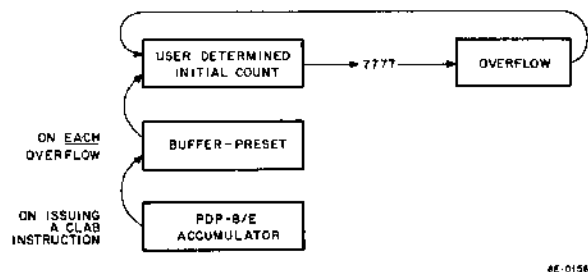 USER DETERMINED
INITIAL COUNT
7777
OVERFLOW
ON EACH
OVERFLOW
BUFFER-PRESET
ON ISSUING
A CLAB
INSTRUCTION
PDP-8/E
ACCUMULATOR
8E-0158